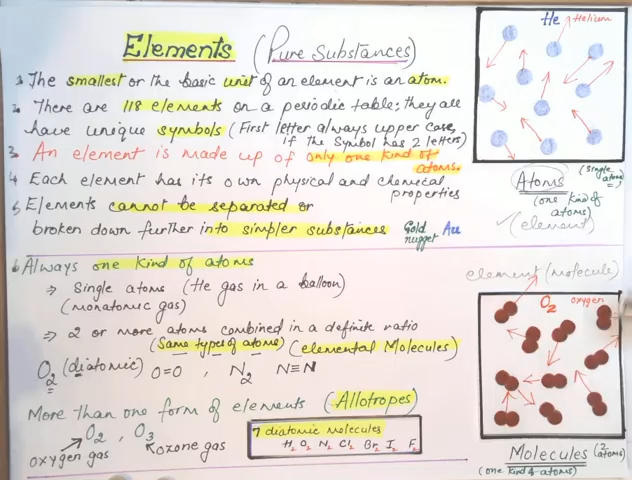 Elements (Pure Substances)
1. The smallest or the basic unit of an element is an atom.
2. There are 118 elements on a periodic table; they all
have unique symbols (First letter always upper case,
if the symbol has 2 letters)
3. An element is made up of only one kind of
atoms.
4. Each element has its own physical and chemical
properties
5. Elements cannot be separated or
broken down further into simpler substances Gold nugget Au
6. Always one kind of atoms
⇒ Single atoms (He gas in a balloon)
(monatomic gas)
⇒ 2 or more atoms combined in a definite ratio
(Same types of atoms) (elemental Molecules)
O₂ (diatomic) O=O , N₂ N≡N
More than one form of elements (Allotropes)
O₂ , O₃
oxygen gas ozone gas
7 diatomic molecules
H₂ O₂ N₂ Cl₂ Br₂ I₂ F₂
He Helium
Atoms (single atoms)
(one kind of
atoms)
(element)
element (molecule)
O₂ oxygen
Molecules (2 atoms)
(one kind of atoms)